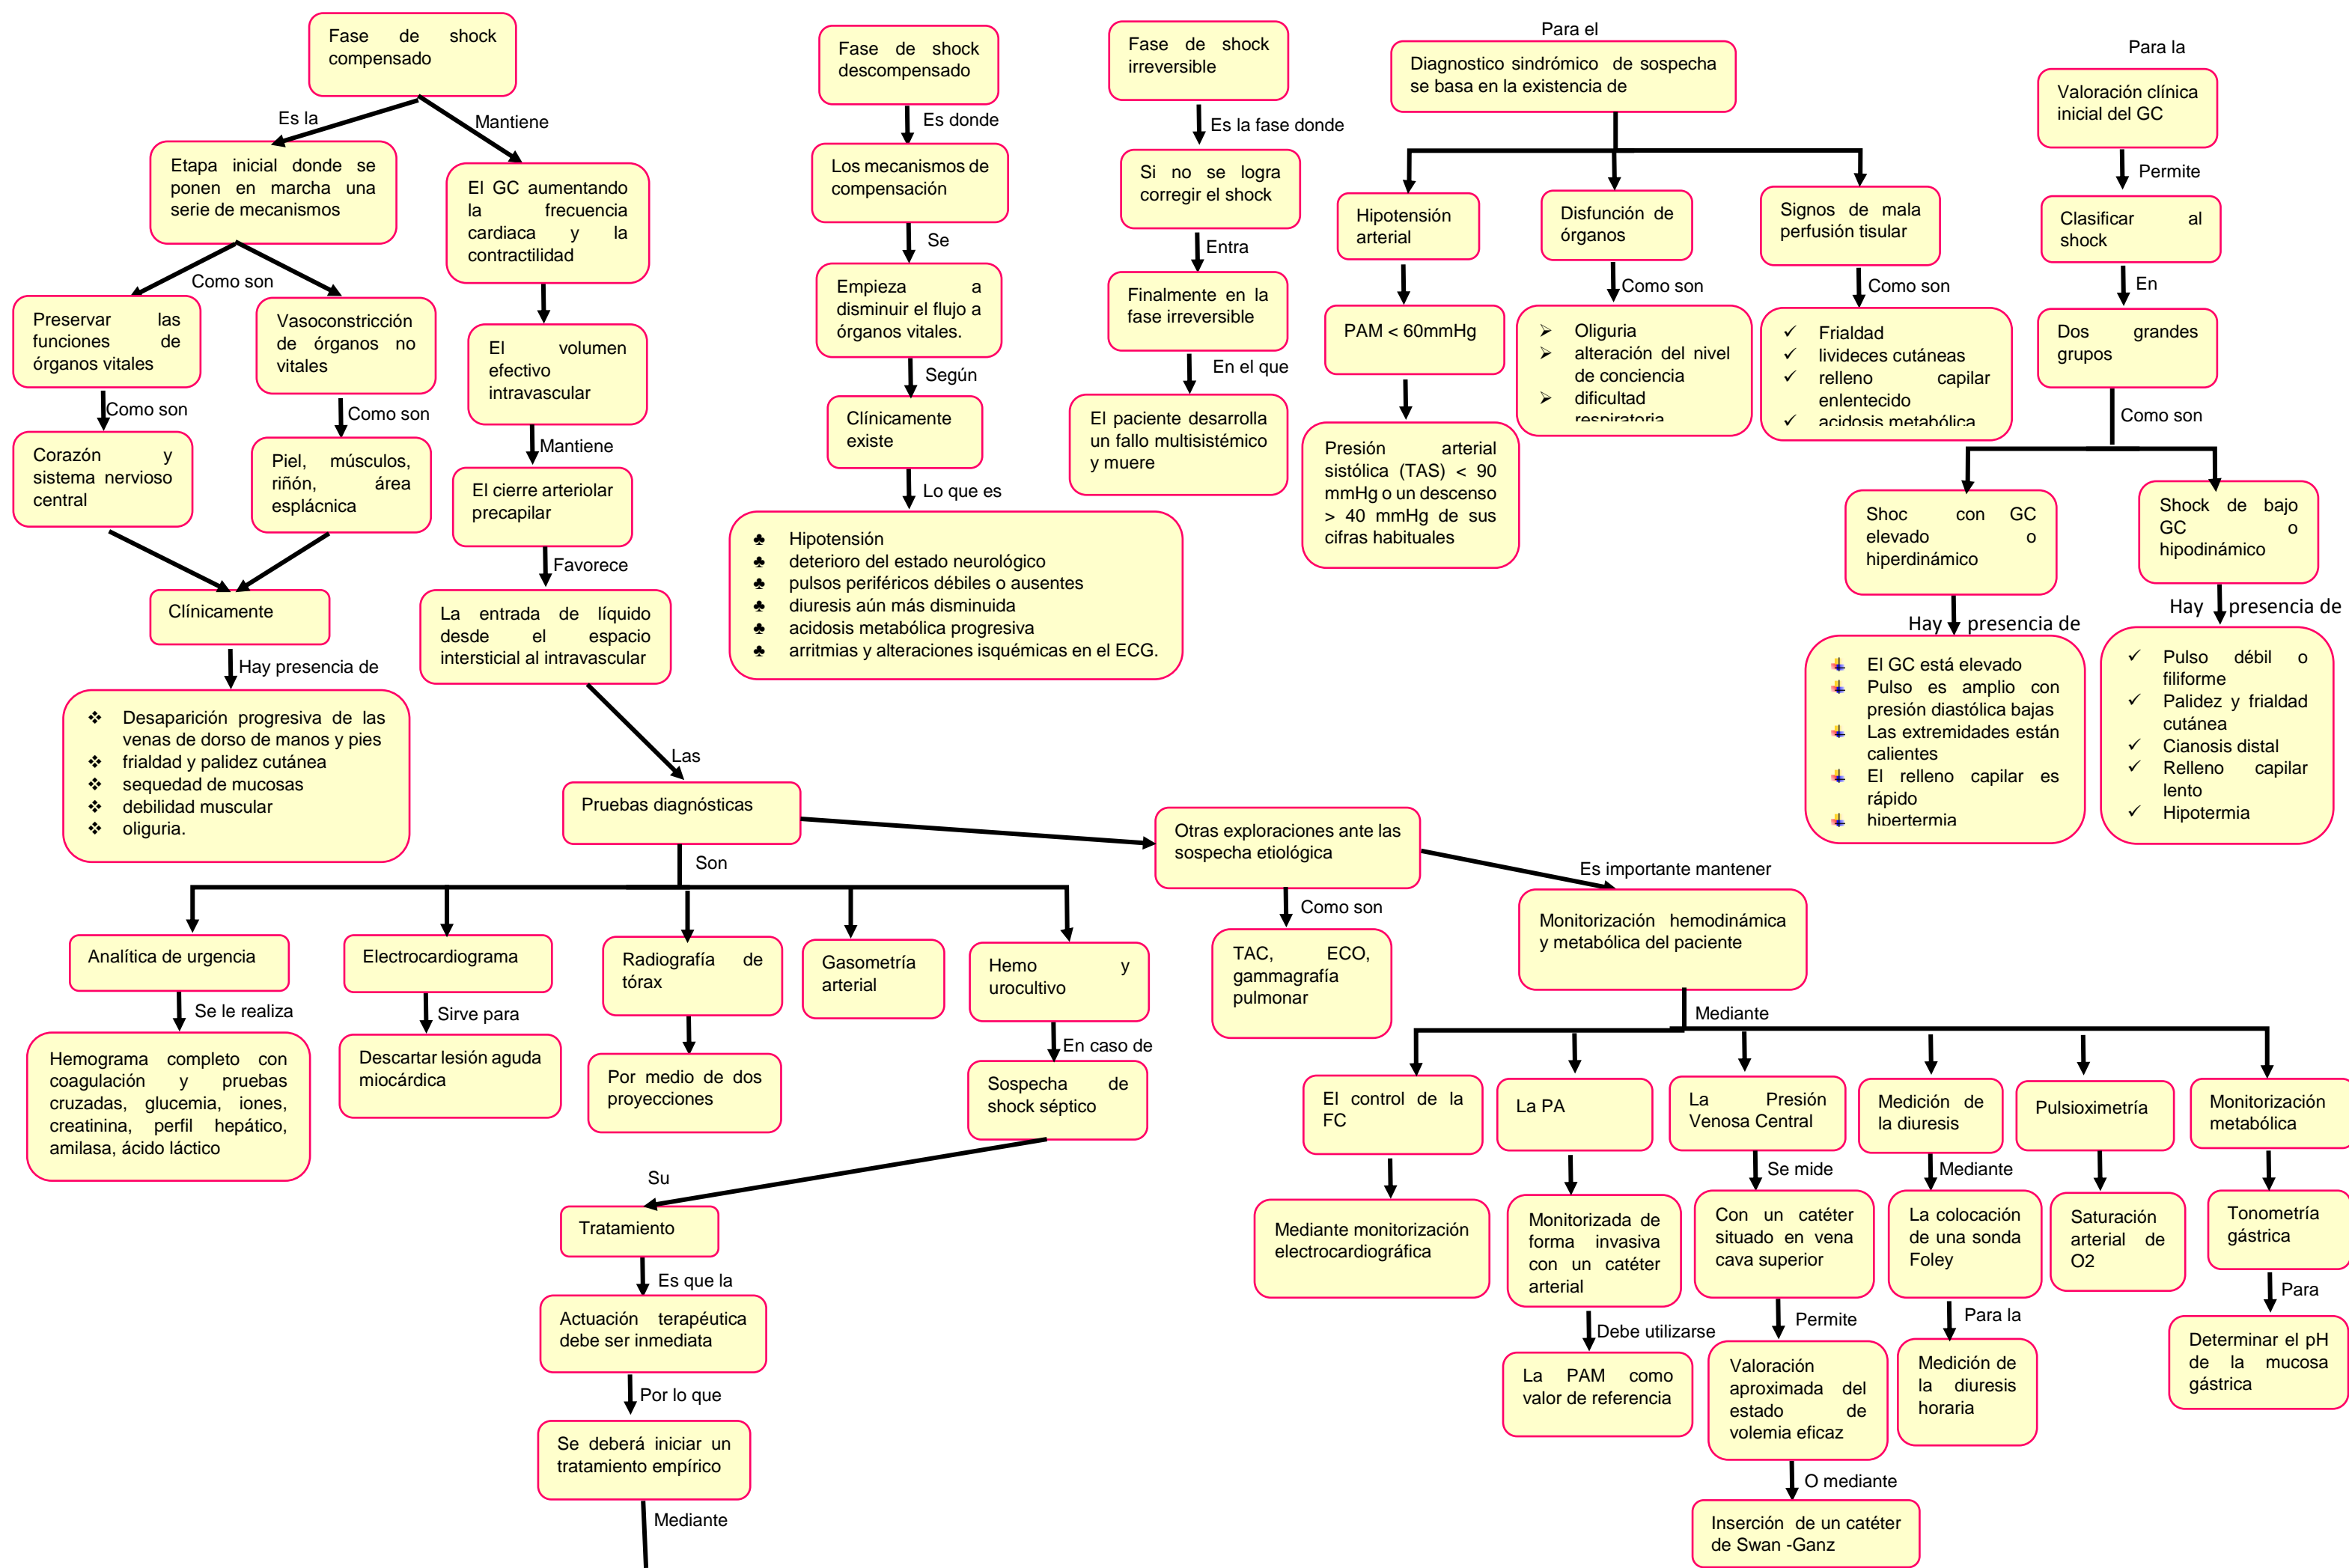 Fase de shock
compensado
Es la
Mantiene
Etapa inicial donde se
ponen en marcha una
serie de mecanismos
El GC aumentando
la frecuencia
cardiaca y la
contractilidad
Como son
Preservar las
funciones de
órganos vitales
Vasoconstricción
de órganos no
vitales
Como son
Como son
Corazón y
sistema nervioso
central
Piel, músculos,
riñón, área
esplácnica
Clínicamente
Hay presencia de
❖ Desaparición progresiva de las
venas de dorso de manos y pies
❖ frialdad y palidez cutánea
❖ sequedad de mucosas
❖ debilidad muscular
❖ oliguria.
El volumen
efectivo
intravascular
Mantiene
El cierre arteriolar
precapilar
Favorece
La entrada de líquido
desde el espacio
intersticial al intravascular
Las
Fase de shock
descompensado
Es donde
Los mecanismos de
compensación
Se
Empieza a
disminuir el flujo a
órganos vitales.
Según
Clínicamente
existe
Lo que es
♣ Hipotensión
♣ deterioro del estado neurológico
♣ pulsos periféricos débiles o ausentes
♣ diuresis aún más disminuida
♣ acidosis metabólica progresiva
♣ arritmias y alteraciones isquémicas en el ECG.
Fase de shock
irreversible
Es la fase donde
Si no se logra
corregir el shock
Entra
Finalmente en la
fase irreversible
En el que
El paciente desarrolla
un fallo multisistémico
y muere
Para el
Diagnostico sindrómico de sospecha
se basa en la existencia de
Hipotensión
arterial
PAM < 60mmHg
Presión arterial
sistólica (TAS) < 90
mmHg o un descenso
> 40 mmHg de sus
cifras habituales
Disfunción de
órganos
Como son
➢ Oliguria
➢ alteración del nivel
de conciencia
➢ dificultad
respiratoria
Signos de mala
perfusión tisular
Como son
✓ Frialdad
✓ livideces cutáneas
✓ relleno capilar
enlentecido
✓ acidosis metabólica
Para la
Valoración clínica
inicial del GC
Permite
Clasificar al
shock
En
Dos grandes
grupos
Como son
Shoc con GC
elevado o
hiperdinámico
Hay presencia de
El GC está elevado
Pulso es amplio con
presión diastólica bajas
Las extremidades están
calientes
El relleno capilar es
rápido
hipertermia
Shock de bajo
GC o
hipodinámico
Hay presencia de
✓ Pulso débil o
filiforme
✓ Palidez y frialdad
cutánea
✓ Cianosis distal
✓ Relleno capilar
lento
✓ Hipotermia
Pruebas diagnósticas
Son
Analítica de urgencia
Se le realiza
Hemograma completo con
coagulación y pruebas
cruzadas, glucemia, iones,
creatinina, perfil hepático,
amilasa, ácido láctico
Electrocardiograma
Sirve para
Descartar lesión aguda
miocárdica
Radiografía de
tórax
Por medio de dos
proyecciones
Gasometría
arterial
Hemo y
urocultivo
En caso de
Sospecha de
shock séptico
Su
Tratamiento
Es que la
Actuación terapéutica
debe ser inmediata
Por lo que
Se deberá iniciar un
tratamiento empírico
Mediante
Otras exploraciones ante las
sospecha etiológica
Como son
TAC, ECO,
gammagrafía
pulmonar
Es importante mantener
Monitorización hemodinámica
y metabólica del paciente
Mediante
El control de la
FC
Mediante monitorización
electrocardiográfica
La PA
Monitorizada de
forma invasiva
con un catéter
arterial
Debe utilizarse
La PAM como
valor de referencia
La Presión
Venosa Central
Se mide
Con un catéter
situado en vena
cava superior
Permite
Valoración
aproximada del
estado de
volemia eficaz
O mediante
Inserción de un catéter
de Swan -Ganz
Medición de
la diuresis
Mediante
La colocación
de una sonda
Foley
Para la
Medición de
la diuresis
horaria
Pulsioximetría
Saturación
arterial de
O2
Monitorización
metabólica
Tonometría
gástrica
Para
Determinar el pH
de la mucosa
gástrica